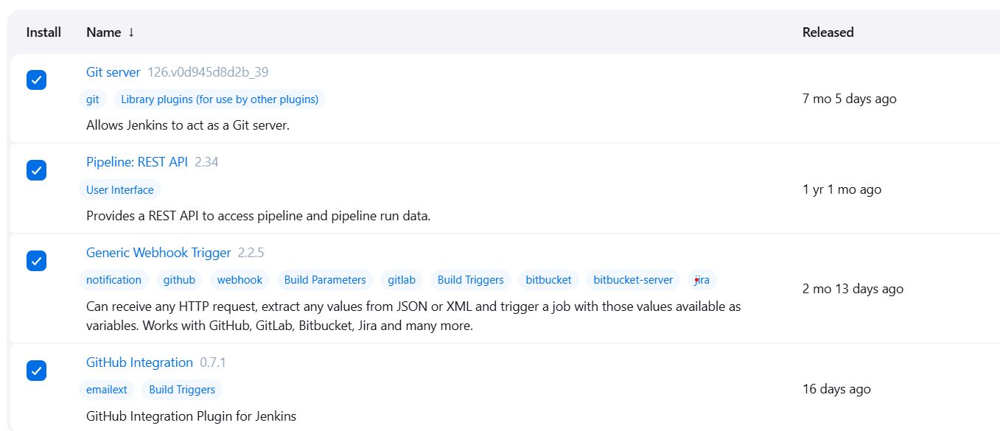 Install Name ↓ Released
Git server 126.v0d945d8d2b_39
git Library plugins (for use by other plugins)
7 mo 5 days ago
Allows Jenkins to act as a Git server.
Pipeline: REST API 2.34
User Interface
1 yr 1 mo ago
Provides a REST API to access pipeline and pipeline run data.
Generic Webhook Trigger 2.2.5
notification github webhook Build Parameters gitlab Build Triggers bitbucket bitbucket-server jira
2 mo 13 days ago
Can receive any HTTP request, extract any values from JSON or XML and trigger a job with those values available as
variables. Works with GitHub, GitLab, Bitbucket, Jira and many more.
GitHub Integration 0.7.1
emailext Build Triggers
16 days ago
GitHub Integration Plugin for Jenkins